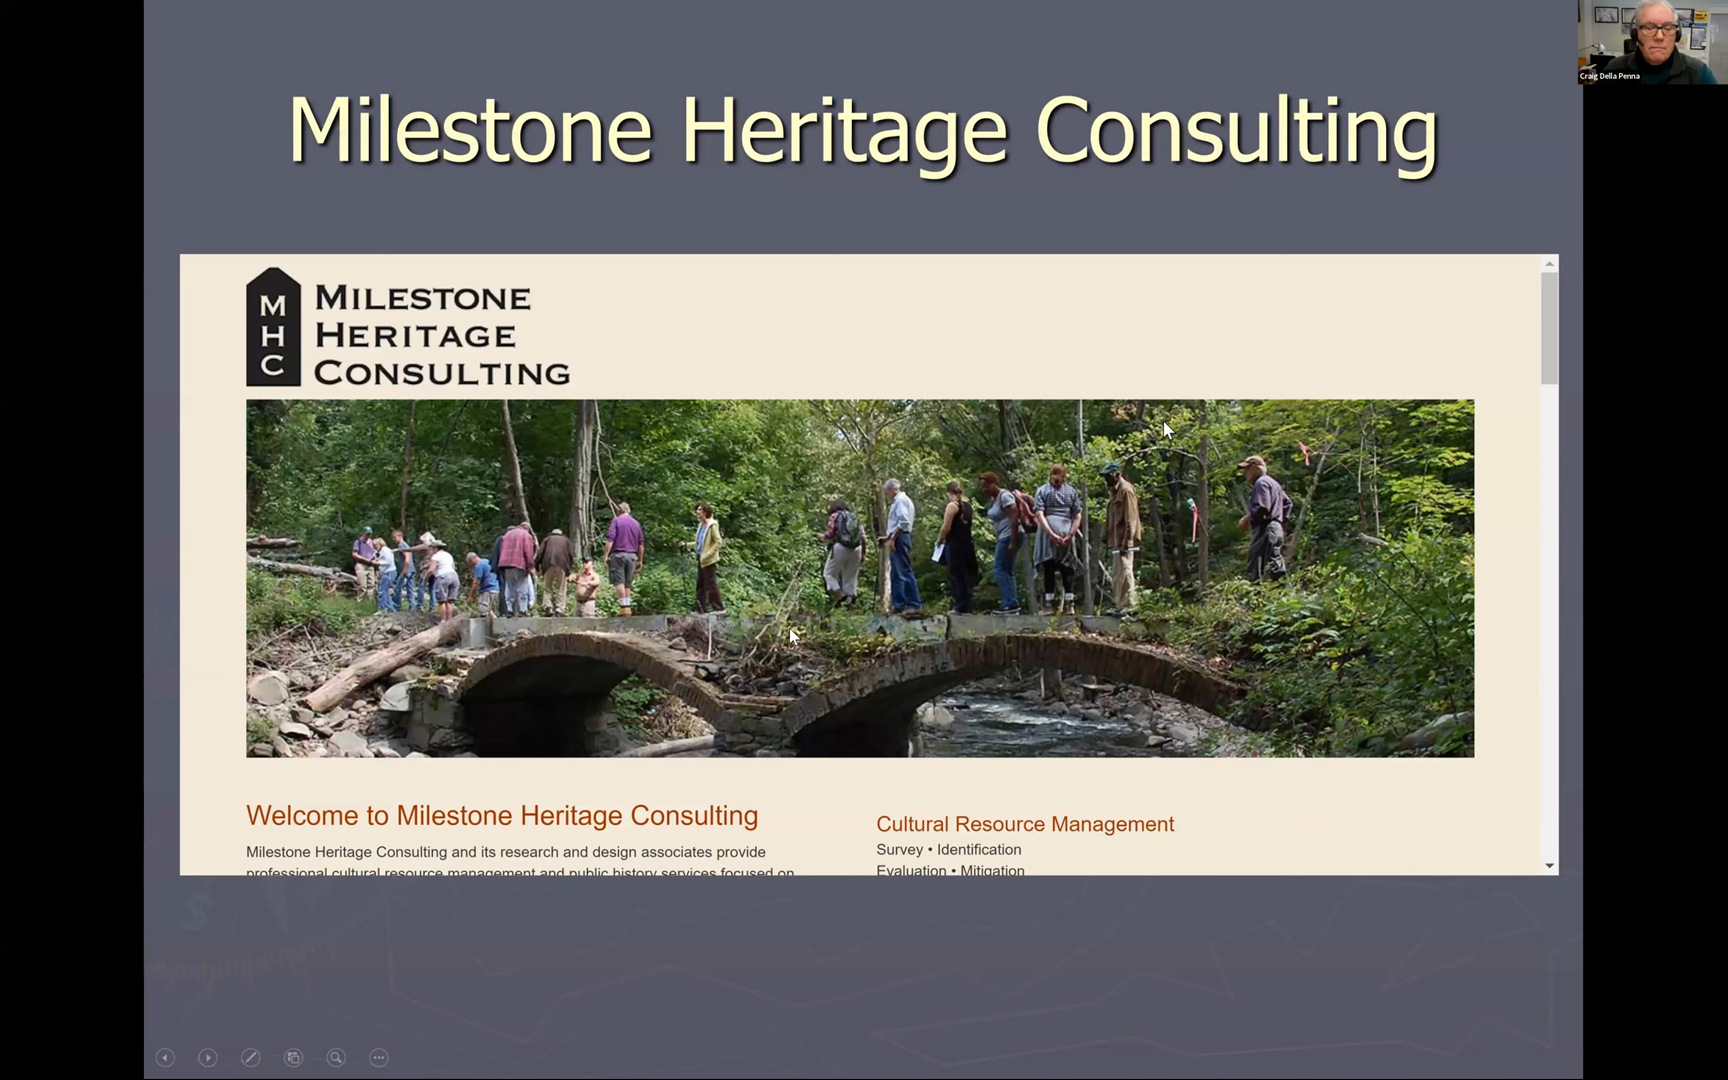 Craig Della Penna
Milestone Heritage Consulting
M
H
C
MILESTONE
HERITAGE
CONSULTING
Welcome to Milestone Heritage Consulting
Milestone Heritage Consulting and its research and design associates provide
professional cultural resource management and public history services focused on
Cultural Resource Management
Survey • Identification
Evaluation • Mitigation